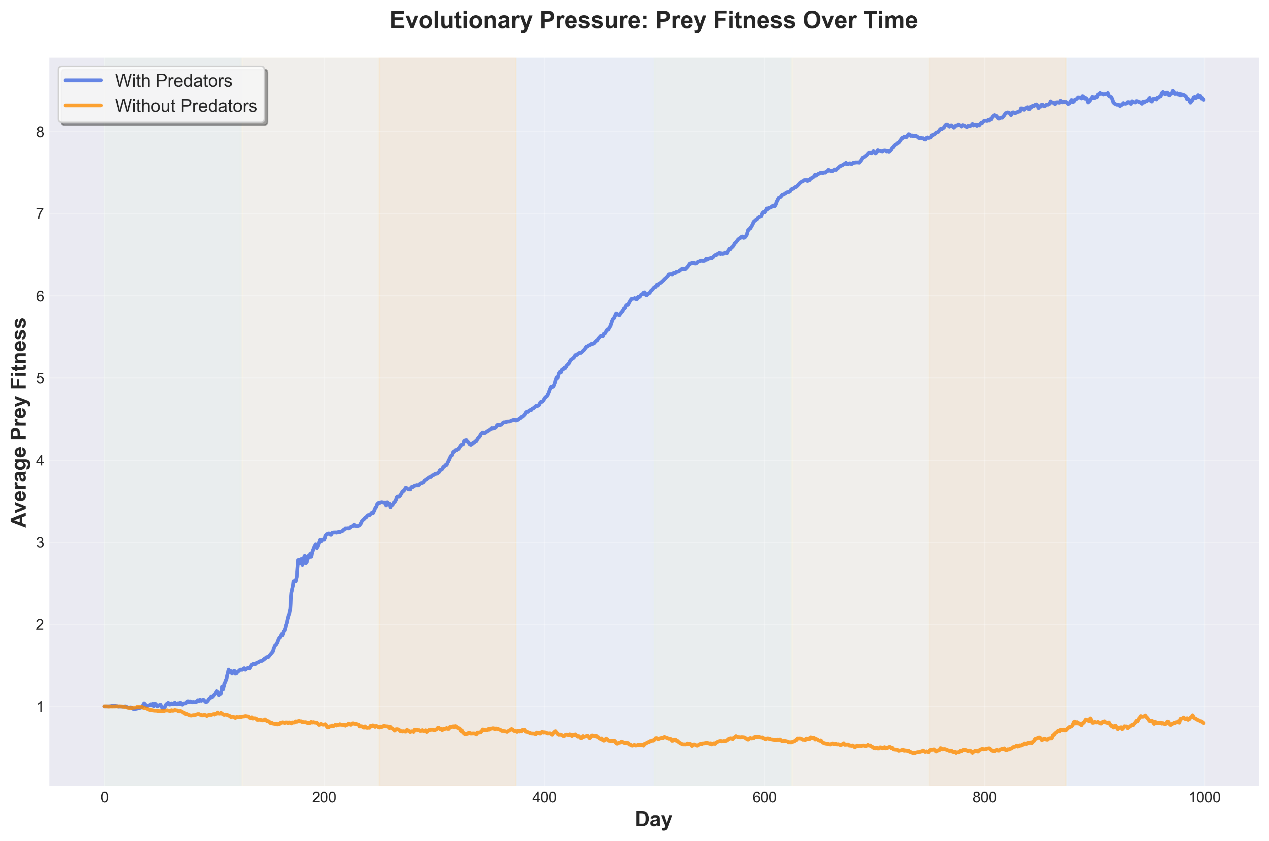 Evolutionary Pressure: Prey Fitness Over Time
With Predators
Without Predators
Average Prey Fitness
8
7
6
5
4
3
2
1
0 200 400 600 800 1000
Day